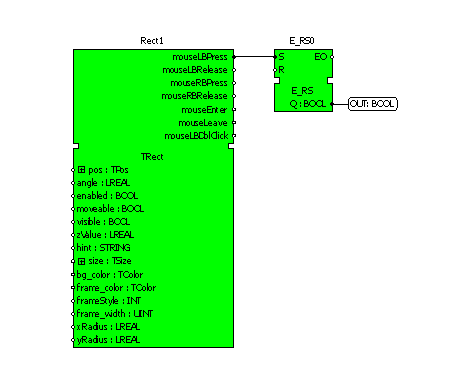 Rect1
mouseLBPress
mouseLBRelease
mouseRBPress
mouseRBRelease
mouseEnter
mouseLeave
mouseLBDblClick
TRect
pos : TPos
angle : LREAL
enabled : BOOL
moveable : BOOL
visible : BOOL
zValue : LREAL
hint : STRING
size : TSize
bg_color : TColor
frame_color : TColor
frameStyle : INT
frame_width : UINT
xRadius : LREAL
yRadius : LREAL
E_RS0
S EO
R
E_RS
Q : BOOL
OUT: BOOL